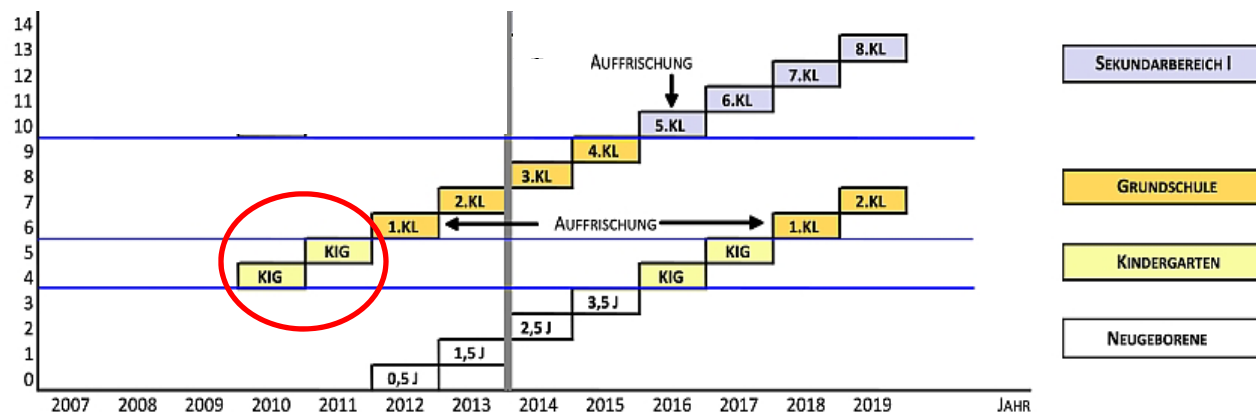 14
13
8.KL
SEKUNDARBEREICH I
AUFFRISCHUNG
12
7.KL
11
6.KL
10
5.KL
9
4.KL
8
3.KL
GRUNDSCHULE
7
2.KL
2.KL
6
1.KL
AUFFRISCHUNG
1.KL
5
KIG
KIG
KINDERGARTEN
4
KIG
KIG
3
3,5 J
2
2,5 J
NEUGEBORENE
1
1,5 J
0
0,5 J
2007 2008 2009 2010 2011 2012 2013 2014 2015 2016 2017 2018 2019 JAHR